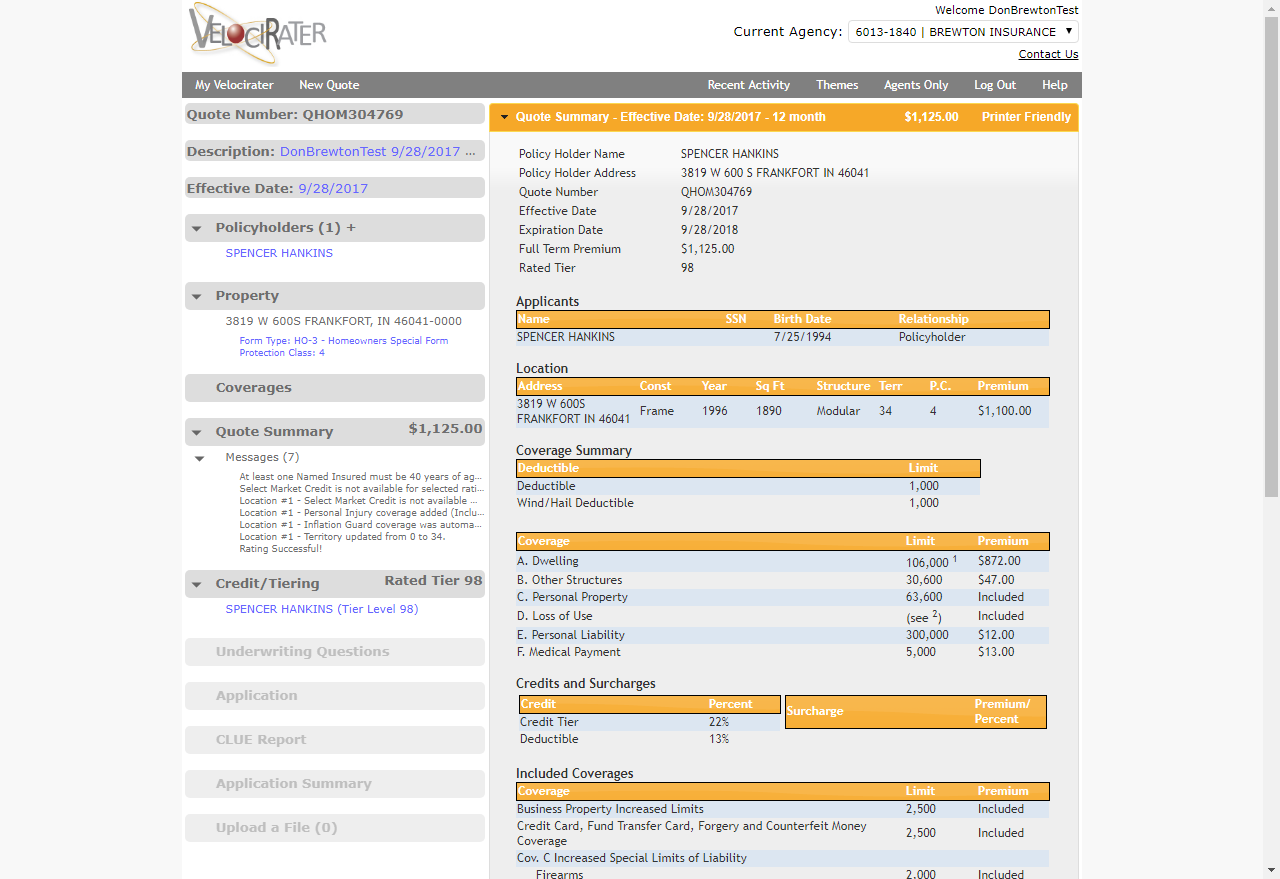 VELOCIRATER
Welcome DonBrewtonTest
Current Agency: 6013-1840 | BREWTON INSURANCE
Contact Us
My Velocirater New Quote Recent Activity Themes Agents Only Log Out Help
Quote Number: QHOM304769
Description: DonBrewtonTest 9/28/2017 ...
Effective Date: 9/28/2017
Policyholders (1) +
SPENCER HANKINS
Property
3819 W 600S FRANKFORT, IN 46041-0000
Form Type: HO-3 - Homeowners Special Form
Protection Class: 4
Coverages
Quote Summary $1,125.00
Messages (7)
At least one Named Insured must be 40 years of ag...
Select Market Credit is not available for selected rati...
Location #1 - Select Market Credit is not available ...
Location #1 - Personal Injury coverage added (Inclu...
Location #1 - Inflation Guard coverage was automa...
Location #1 - Territory updated from 0 to 34.
Rating Successful!
Credit/Tiering Rated Tier 98
SPENCER HANKINS (Tier Level 98)
Underwriting Questions
Application
CLUE Report
Application Summary
Upload a File (0)
Quote Summary - Effective Date: 9/28/2017 - 12 month $1,125.00 Printer Friendly
Policy Holder Name SPENCER HANKINS
Policy Holder Address 3819 W 600 S FRANKFORT IN 46041
Quote Number QHOM304769
Effective Date 9/28/2017
Expiration Date 9/28/2018
Full Term Premium $1,125.00
Rated Tier 98
Applicants
Name SSN Birth Date Relationship
SPENCER HANKINS 7/25/1994 Policyholder
Location
Address Const Year Sq Ft Structure Terr P.C. Premium
3819 W 600S
FRANKFORT IN 46041 Frame 1996 1890 Modular 34 4 $1,100.00
Coverage Summary
Deductible Limit
Deductible 1,000
Wind/Hail Deductible 1,000
Coverage Limit Premium
A. Dwelling 106,000 1 $872.00
B. Other Structures 30,600 $47.00
C. Personal Property 63,600 Included
D. Loss of Use (see 2) Included
E. Personal Liability 300,000 $12.00
F. Medical Payment 5,000 $13.00
Credits and Surcharges
Credit Percent
Credit Tier 22%
Deductible 13%
Surcharge Premium/
Percent
Included Coverages
Coverage Limit Premium
Business Property Increased Limits 2,500 Included
Credit Card, Fund Transfer Card, Forgery and Counterfeit Money
Coverage 2,500 Included
Cov. C Increased Special Limits of Liability
Firearms 2,000 Included